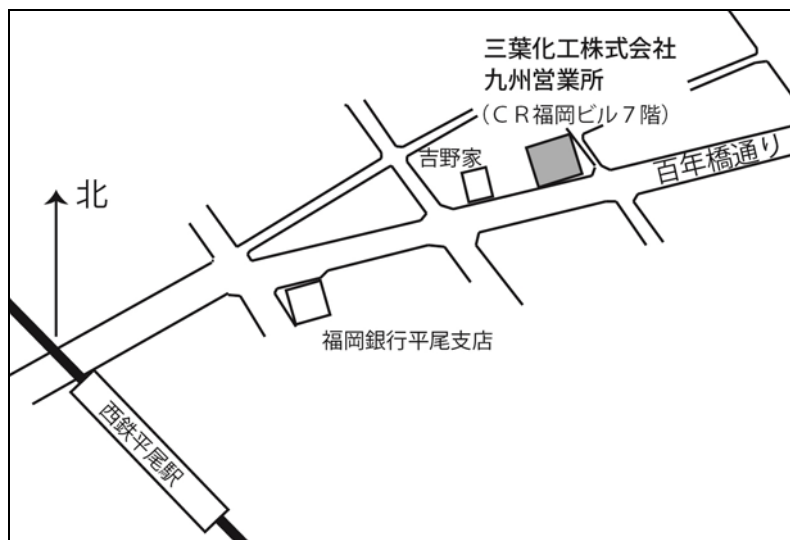 三葉化工株式会社
九州営業所
（ＣＲ福岡ビル７階）
吉野家
百年橋通り
北
福岡銀行平尾支店
西鉄平尾駅